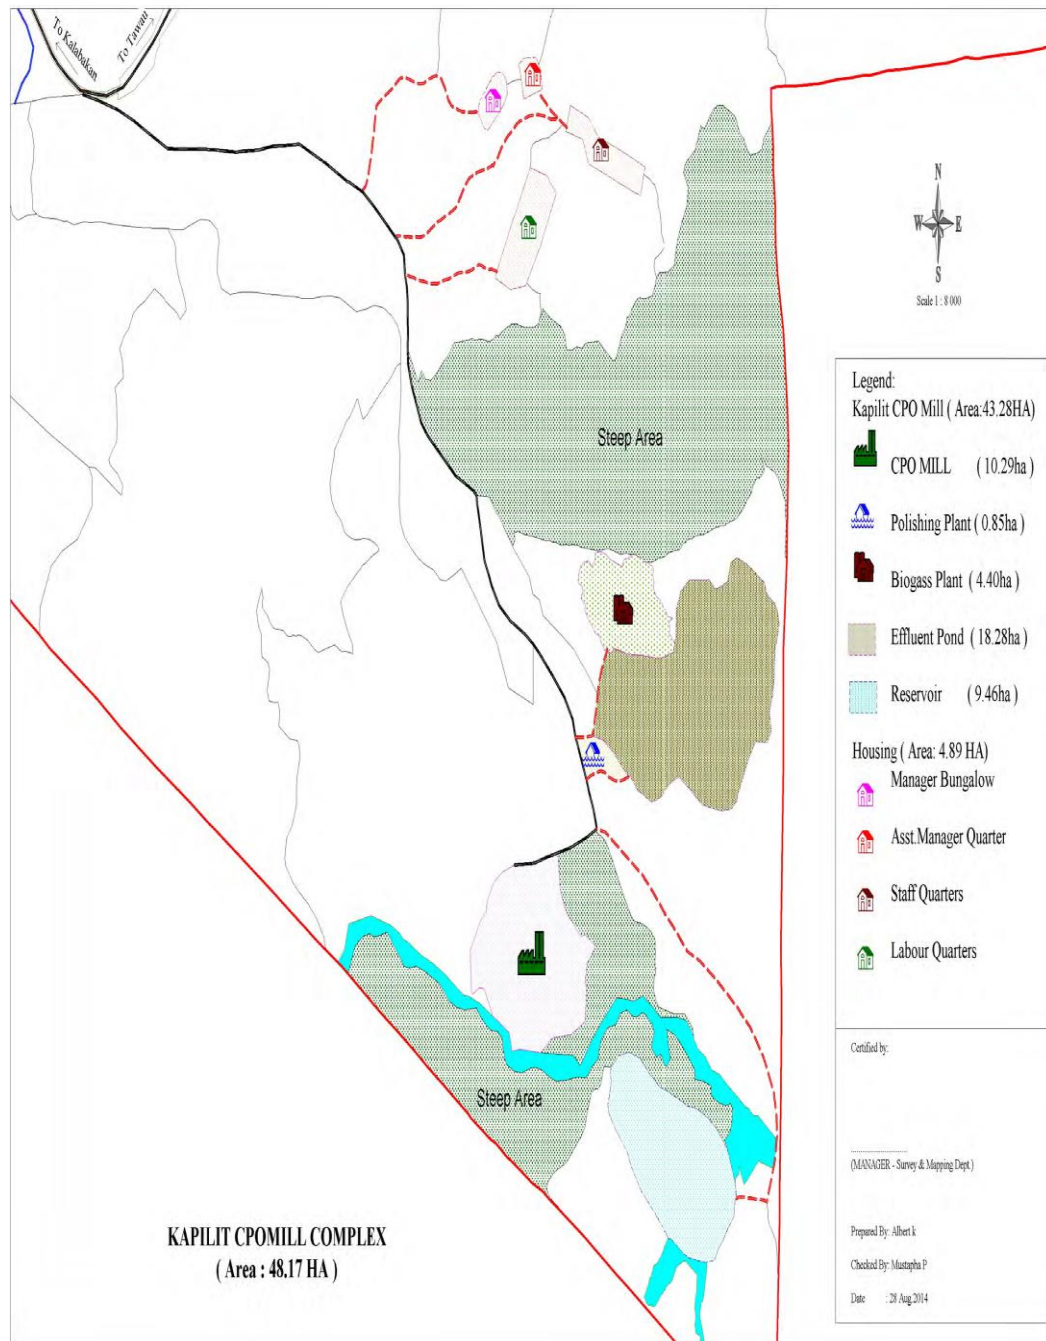 To Kalabakan
To Tawau
N
W E
S
Scale 1 : 8 000
Steep Area
Legend:
Kapilit CPO Mill ( Area:43.28HA)
CPO MILL ( 10.29ha )
Polishing Plant ( 0.85ha )
Biogass Plant ( 4.40ha )
Effluent Pond ( 18.28ha )
Reservoir ( 9.46ha )
Housing ( Area: 4.89 HA)
Manager Bungalow
Asst.Manager Quarter
Staff Quarters
Labour Quarters
Steep Area
Certified by:
(MANAGER - Survey & Mapping Dept.)
Prepared By: Albert k
Checked By: Mustapha P
Date : 28 Aug.2014
KAPILIT CPOMILL COMPLEX
( Area : 48.17 HA )